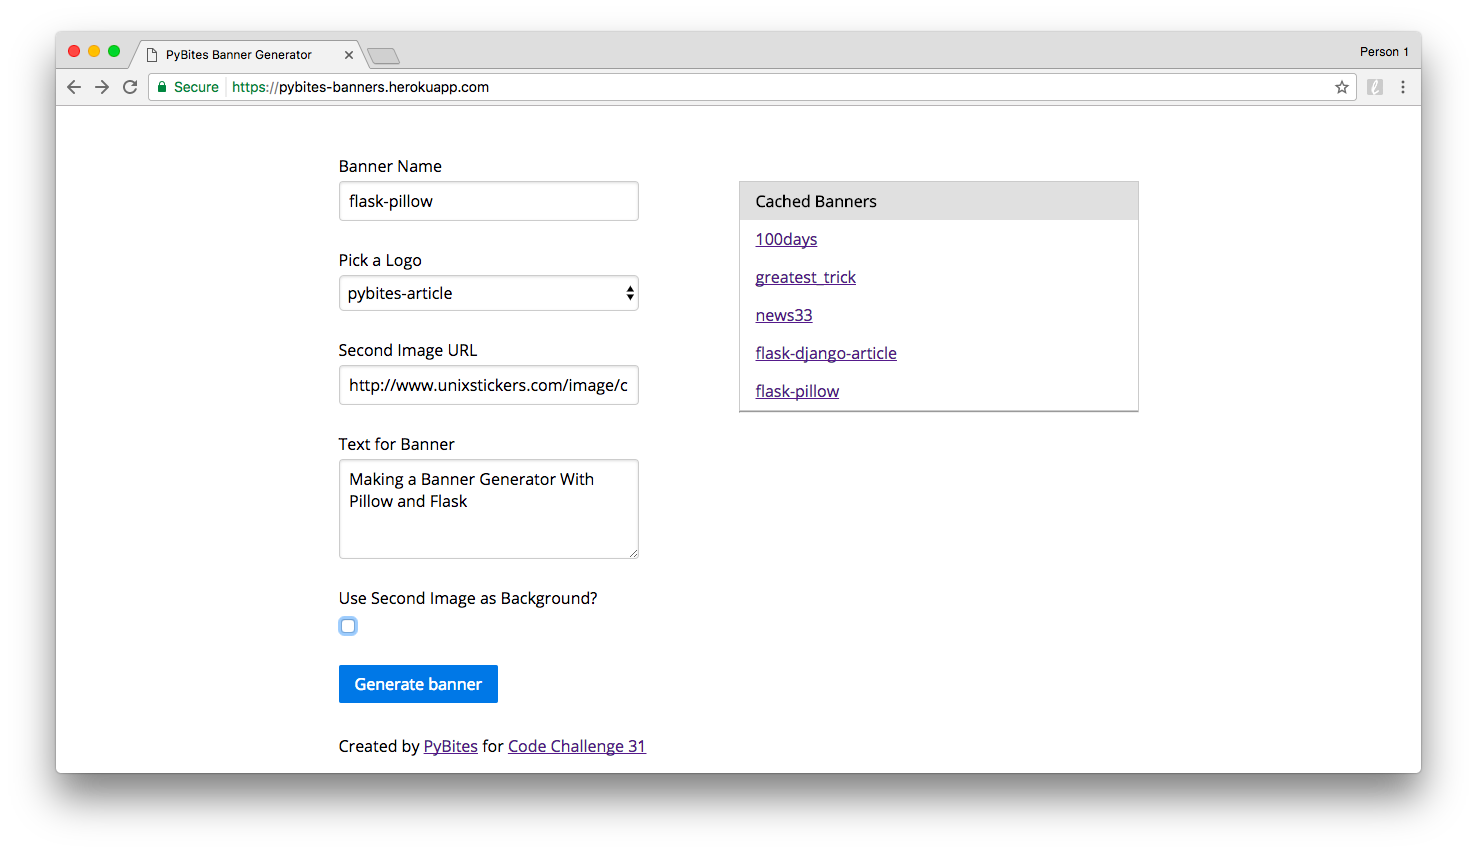 PyBites Banner Generator
Person 1
Secure
https://pybites-banners.herokuapp.com
Banner Name
flask-pillow
Pick a Logo
pybites-article
Second Image URL
http://www.unixstickers.com/image/c
Text for Banner
Making a Banner Generator With
Pillow and Flask
Use Second Image as Background?
Generate banner
Created by PyBites for Code Challenge 31
Cached Banners
100days
greatest_trick
news33
flask-django-article
flask-pillow